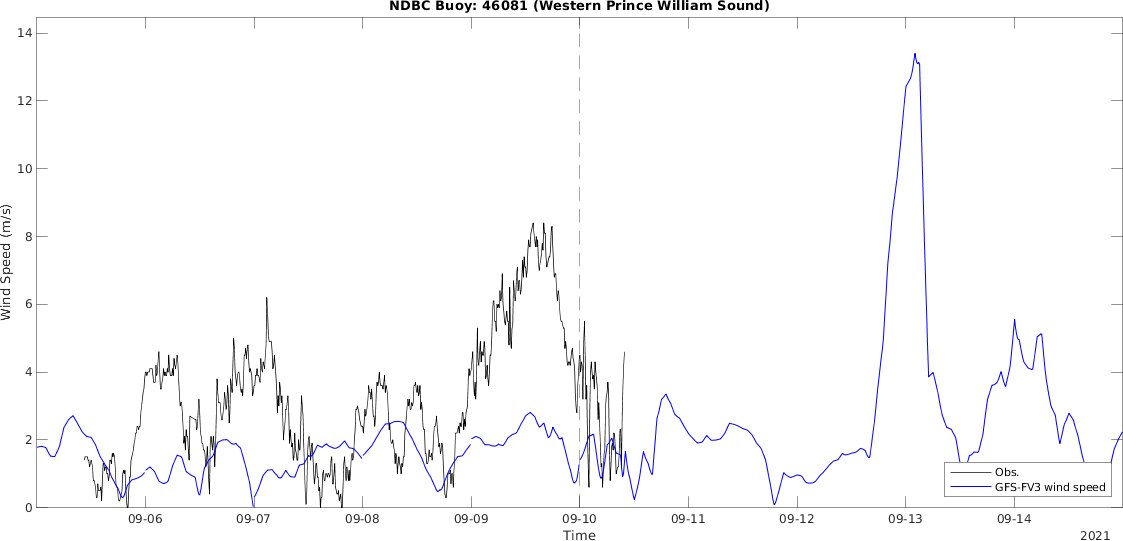 NDBC Buoy: 46081 (Western Prince William Sound)
Wind Speed (m/s)
14
12
10
8
6
4
2
0
09-06 09-07 09-08 09-09 09-10 09-11 09-12 09-13 09-14
Time
2021
Obs.
GFS-FV3 wind speed